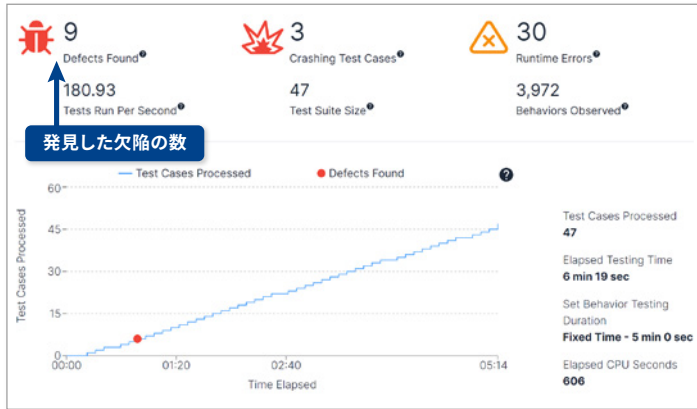 9
Defects Found?
3
Crashing Test Cases?
30
Runtime Errors?
180.93
Tests Run Per Second?
47
Test Suite Size?
3,972
Behaviors Observed?
発見した欠陥の数
Test Cases Processed
Defects Found
?
Test Cases Processed
60
45
30
15
0
00:00
01:20
02:40
05:14
Time Elapsed
Test Cases Processed
47
Elapsed Testing Time
6 min 19 sec
Set Behavior Testing
Duration
Fixed Time - 5 min 0 sec
Elapsed CPU Seconds
606